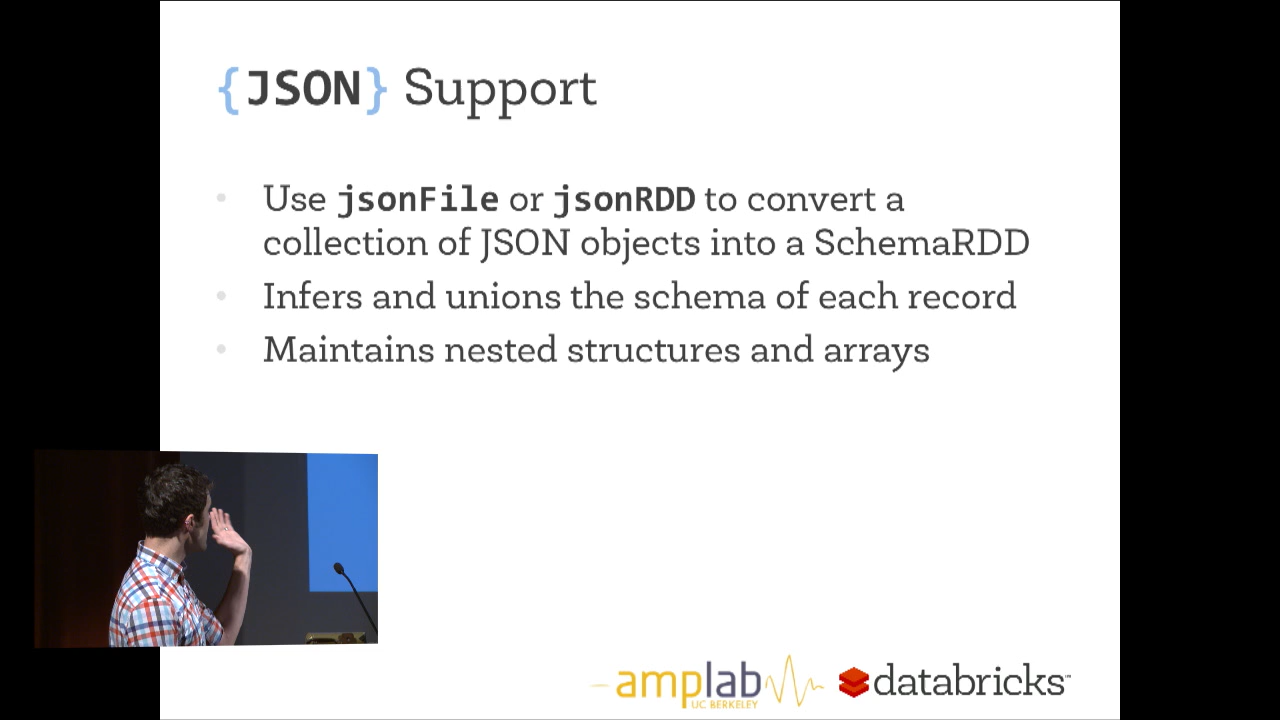 {JSON} Support
• Use jsonFile or jsonRDD to convert a
collection of JSON objects into a SchemaRDD
• Infers and unions the schema of each record
• Maintains nested structures and arrays
amplab
UC BERKELEY
databricks™